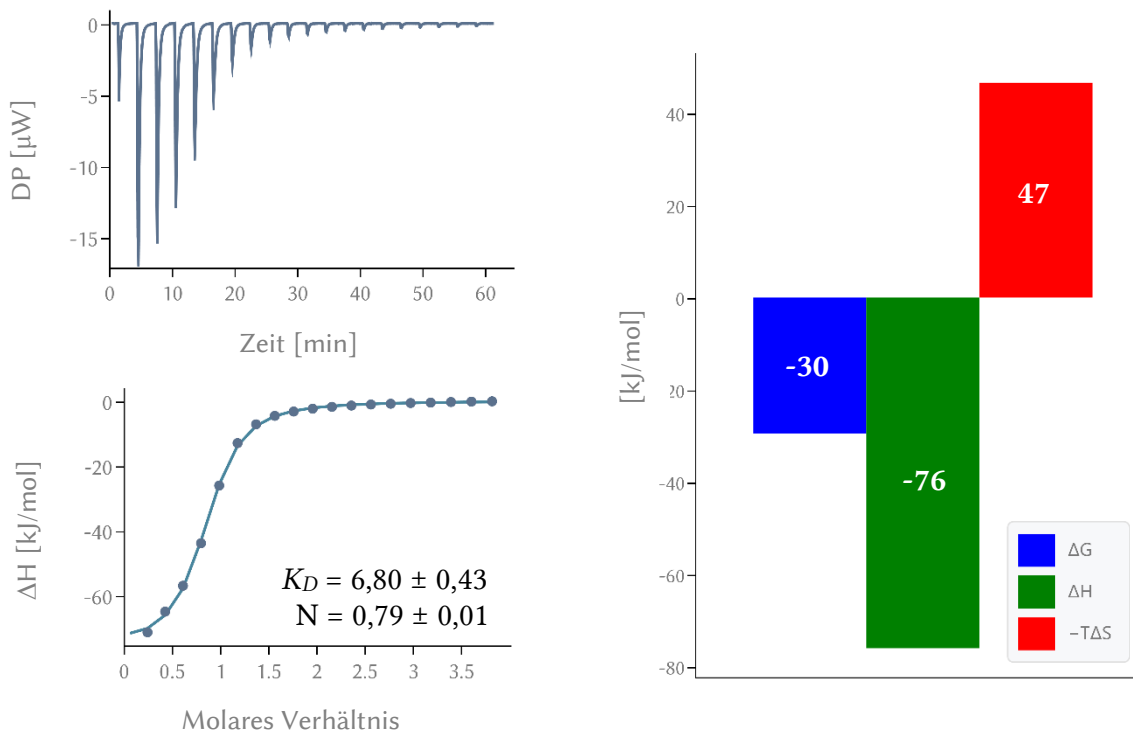 0
-5
-10
-15
DP [µW]
0 10 20 30 40 50 60
Zeit [min]
0
-20
-40
-60
ΔH [kJ/mol]
K_D = 6,80 ± 0,43
N = 0,79 ± 0,01
0 0.5 1 1.5 2 2.5 3 3.5
Molares Verhältnis
40
20
0
20
-40
-60
-80
[kJ/mol]
47
-30
-76
ΔG
ΔH
−TΔS